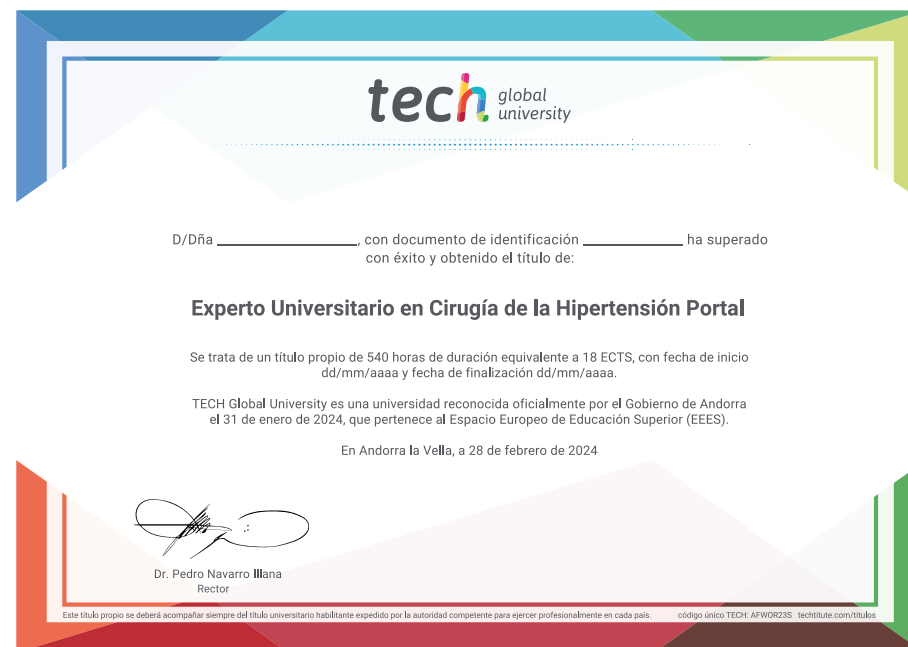 tech global university
D/Dña ____________________, con documento de identificación ______________ ha superado
con éxito y obtenido el título de:
Experto Universitario en Cirugía de la Hipertensión Portal
Se trata de un título propio de 540 horas de duración equivalente a 18 ECTS, con fecha de inicio
dd/mm/aaaa y fecha de finalización dd/mm/aaaa.
TECH Global University es una universidad reconocida oficialmente por el Gobierno de Andorra
el 31 de enero de 2024, que pertenece al Espacio Europeo de Educación Superior (EEES).
En Andorra la Vella, a 28 de febrero de 2024
Dr. Pedro Navarro Illana
Rector
Este título propio se deberá acompañar siempre del título universitario habilitante expedido por la autoridad competente para ejercer profesionalmente en cada país. código único TECH: AFWOR23S techtitute.com/titulos